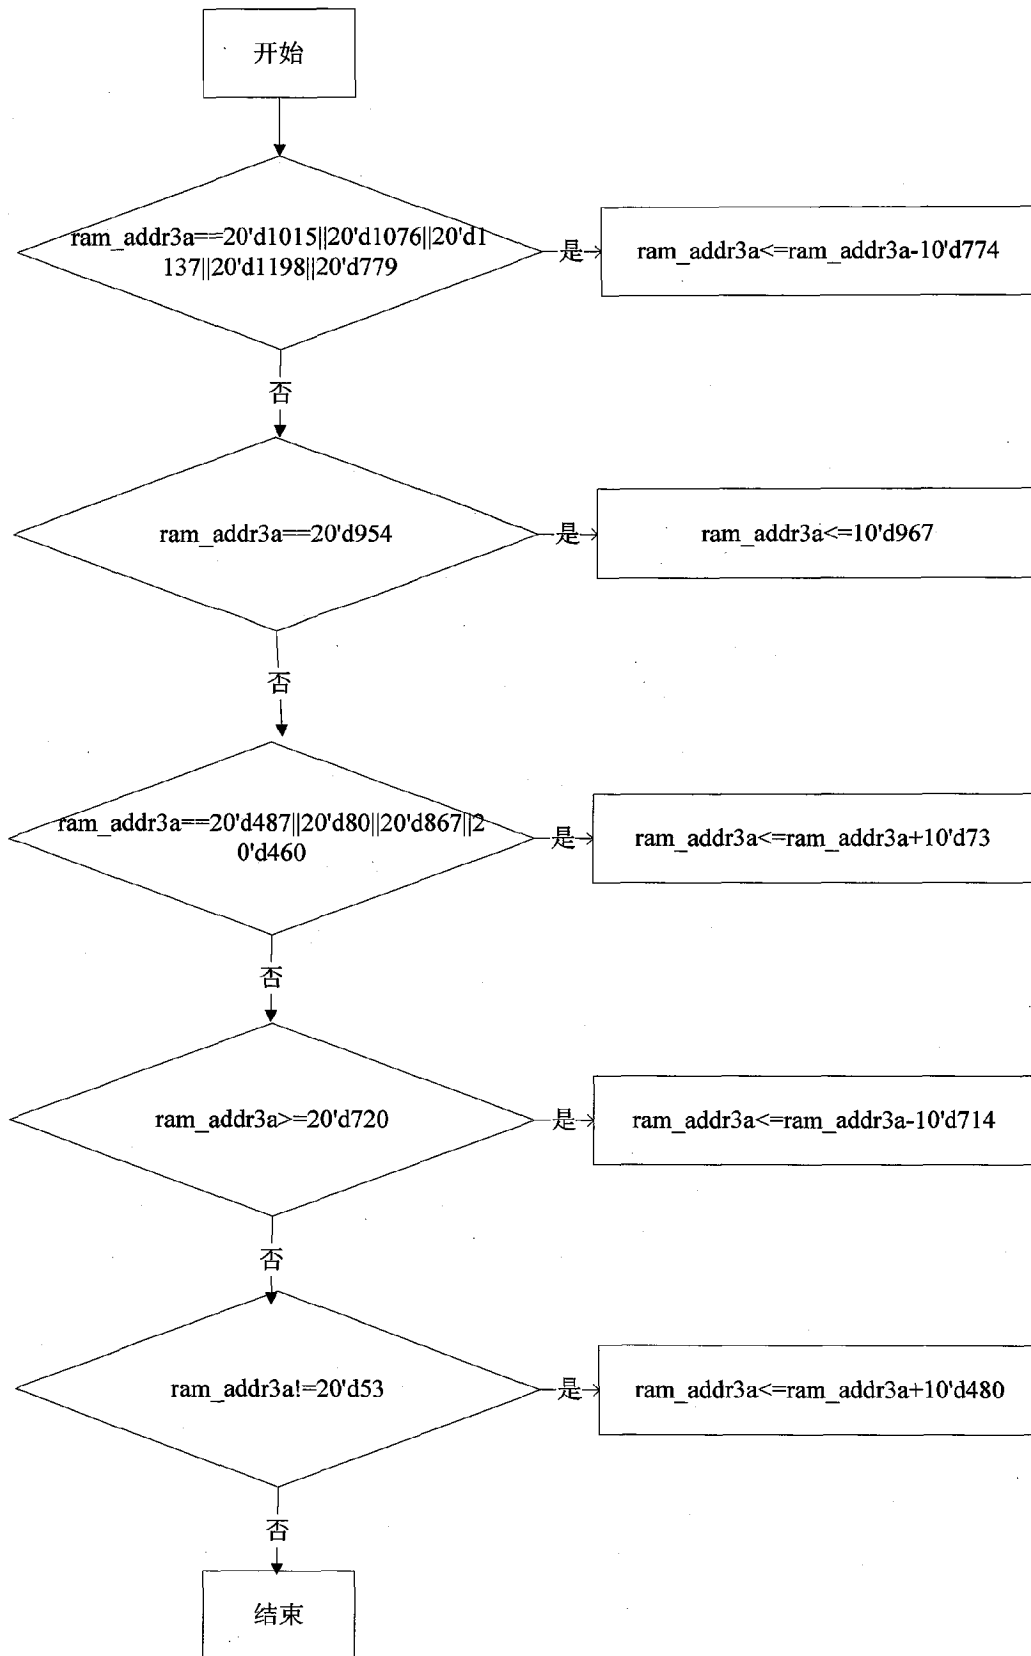 开始
ram_addr3a==20'd1015||20'd1076||20'd1
137||20'd1198||20'd779
是
ram_addr3a<=ram_addr3a-10'd774
否
ram_addr3a==20'd954
是
ram_addr3a<=10'd967
否
ram_addr3a==20'd487||20'd80||20'd867||2
0'd460
是
ram_addr3a<=ram_addr3a+10'd73
否
ram_addr3a>=20'd720
是
ram_addr3a<=ram_addr3a-10'd714
否
ram_addr3a!=20'd53
是
ram_addr3a<=ram_addr3a+10'd480
否
结束